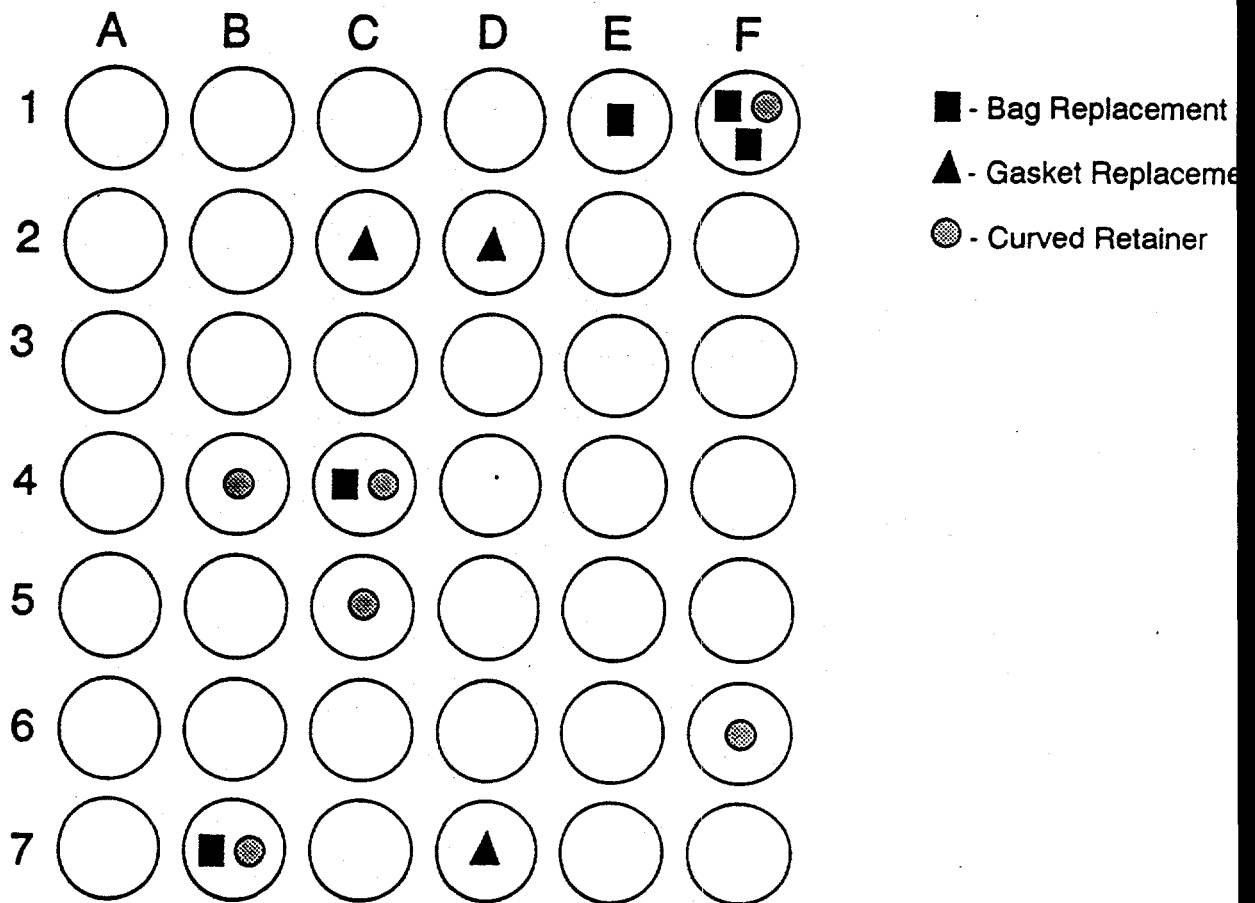 A B C D E F
1
■ - Bag Replacement
▲ - Gasket Replaceme
2
- Curved Retainer
3
4
5
6
7